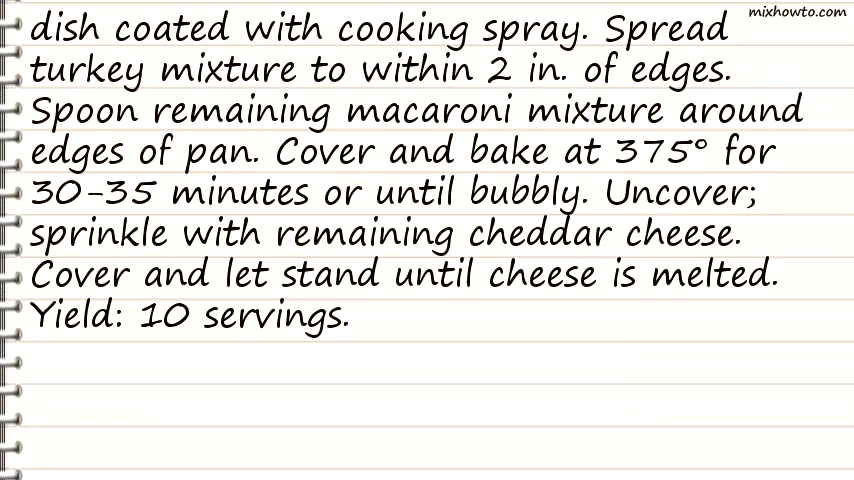 mixhowto.com
dish coated with cooking spray. Spread
turkey mixture to within 2 in. of edges.
Spoon remaining macaroni mixture around
edges of pan. Cover and bake at 375° for
30-35 minutes or until bubbly. Uncover;
sprinkle with remaining cheddar cheese.
Cover and let stand until cheese is melted.
Yield: 10 servings.